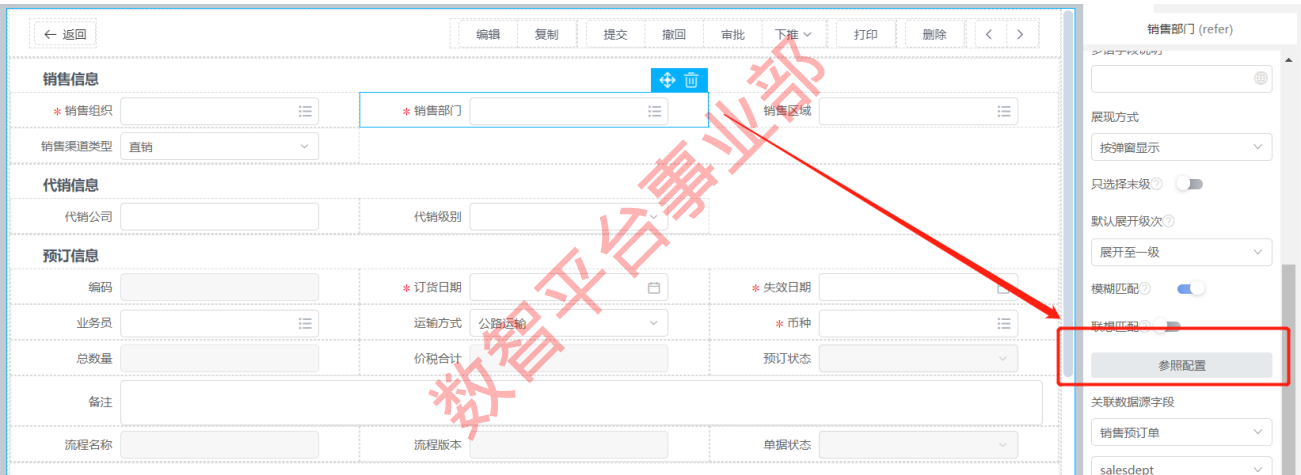 ← 返回 编辑 复制 提交 撤回 审批 下推 打印 删除 < >
销售信息
* 销售组织 * 销售部门 销售区域
销售渠道类型 直销
代销信息
代销公司 代销级别
预订信息
编码 * 订货日期 * 失效日期
业务员 运输方式 公路运输 * 币种
总数量 价税合计 预订状态
备注
流程名称 流程版本 单据状态
数智平台事业部
销售部门 (refer)
多语字段说明
展现方式
按弹窗显示
只选择末级
默认展开级次
展开至一级
模糊匹配
联想匹配
参照配置
关联数据源字段
销售预订单
salesdept